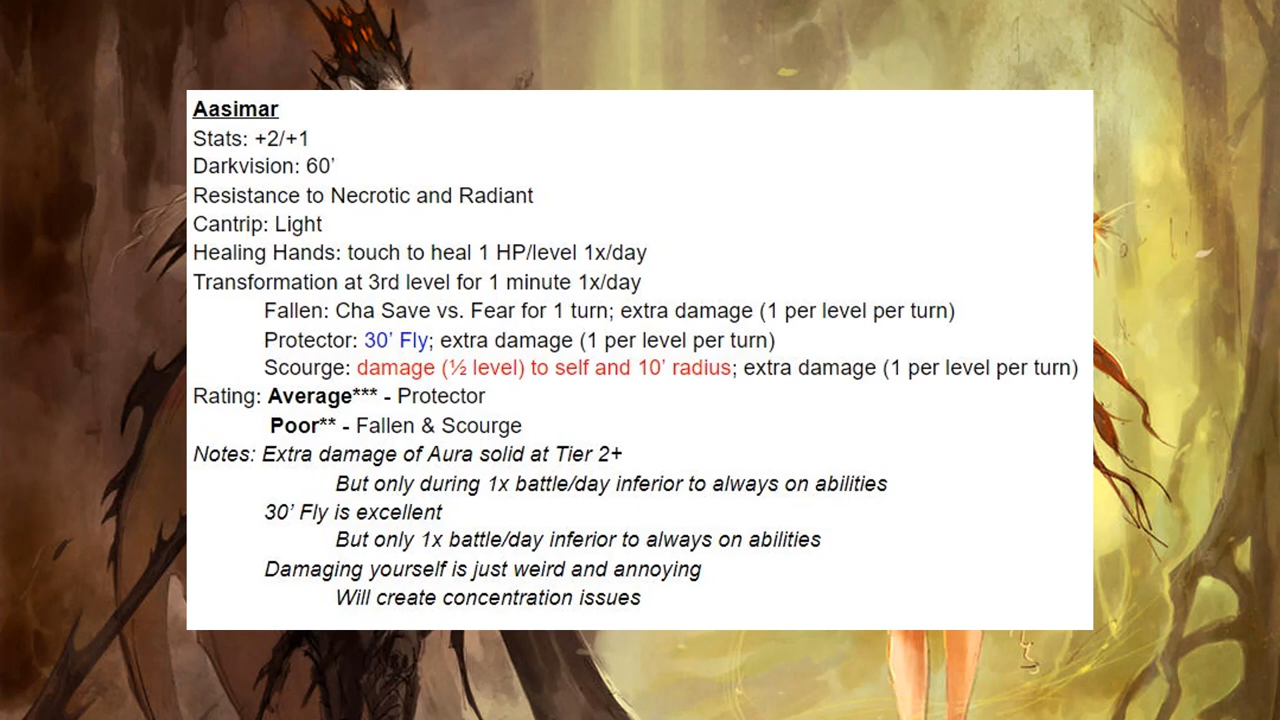 Aasimar
Stats: +2/+1
Darkvision: 60’
Resistance to Necrotic and Radiant
Cantrip: Light
Healing Hands: touch to heal 1 HP/level 1x/day
Transformation at 3rd level for 1 minute 1x/day
Fallen: Cha Save vs. Fear for 1 turn; extra damage (1 per level per turn)
Protector: 30’ Fly; extra damage (1 per level per turn)
Scourge: damage (½ level) to self and 10’ radius; extra damage (1 per level per turn)
Rating: Average*** - Protector
Poor** - Fallen & Scourge
Notes: Extra damage of Aura solid at Tier 2+
But only during 1x battle/day inferior to always on abilities
30’ Fly is excellent
But only 1x battle/day inferior to always on abilities
Damaging yourself is just weird and annoying
Will create concentration issues